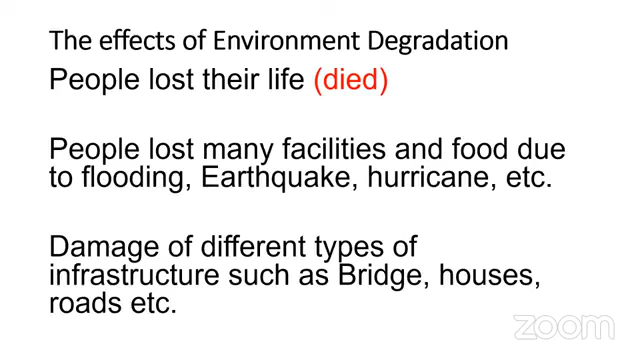 The effects of Environment Degradation
People lost their life (died)
People lost many facilities and food due
to flooding, Earthquake, hurricane, etc.
Damage of different types of
infrastructure such as Bridge, houses,
roads etc.
zoom